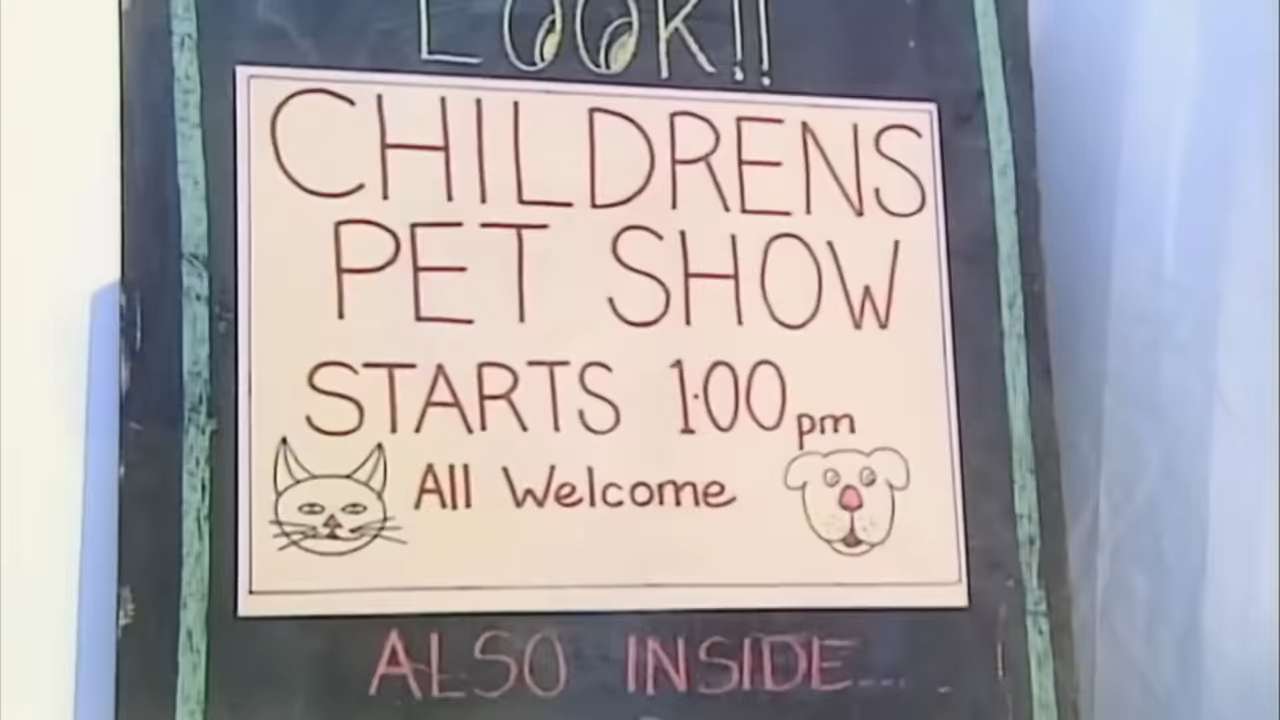 LOOK!!
CHILDRENS
PET SHOW
STARTS 1·00 pm
All Welcome
ALSO INSIDE....